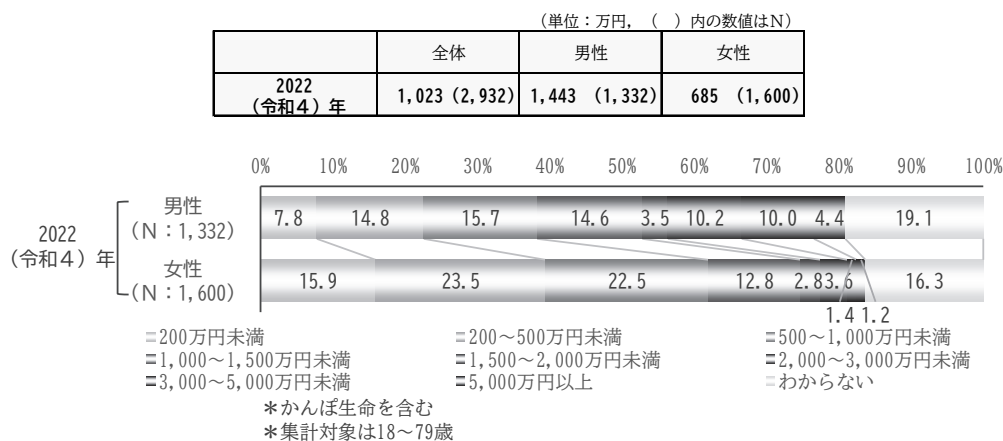 （単位：万円，（　）内の数値はN）
全体 男性 女性
2022
（令和４）年
1,023 (2,932) 1,443 (1,332) 685 (1,600)
0% 10% 20% 30% 40% 50% 60% 70% 80% 90% 100%
2022
（令和４）年
男性
（N：1,332）
7.8 14.8 15.7 14.6 3.5 10.2 10.0 4.4 19.1
女性
（N：1,600）
15.9 23.5 22.5 12.8 2.8 3.6 16.3
1.4 1.2
200万円未満 200～500万円未満 500～1,000万円未満
1,000～1,500万円未満 1,500～2,000万円未満 2,000～3,000万円未満
3,000～5,000万円未満 5,000万円以上 わからない
＊かんぽ生命を含む
＊集計対象は18～79歳